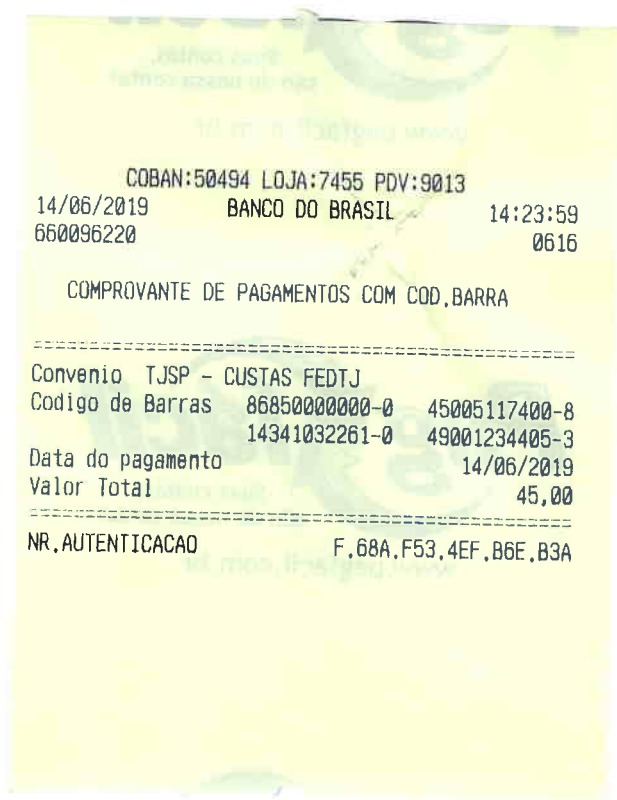 COBAN:50494 LOJA:7455 PDV:9013
14/06/2019 BANCO DO BRASIL 14:23:59
660096220 0616
COMPROVANTE DE PAGAMENTOS COM COD.BARRA
================================================
Convenio TJSP - CUSTAS FEDTJ
Codigo de Barras 86850000000-0 45005117400-8
14341032261-0 49001234405-3
Data do pagamento 14/06/2019
Valor Total 45,00
================================================
NR.AUTENTICACAO F.68A.F53.4EF.B6E.B3A